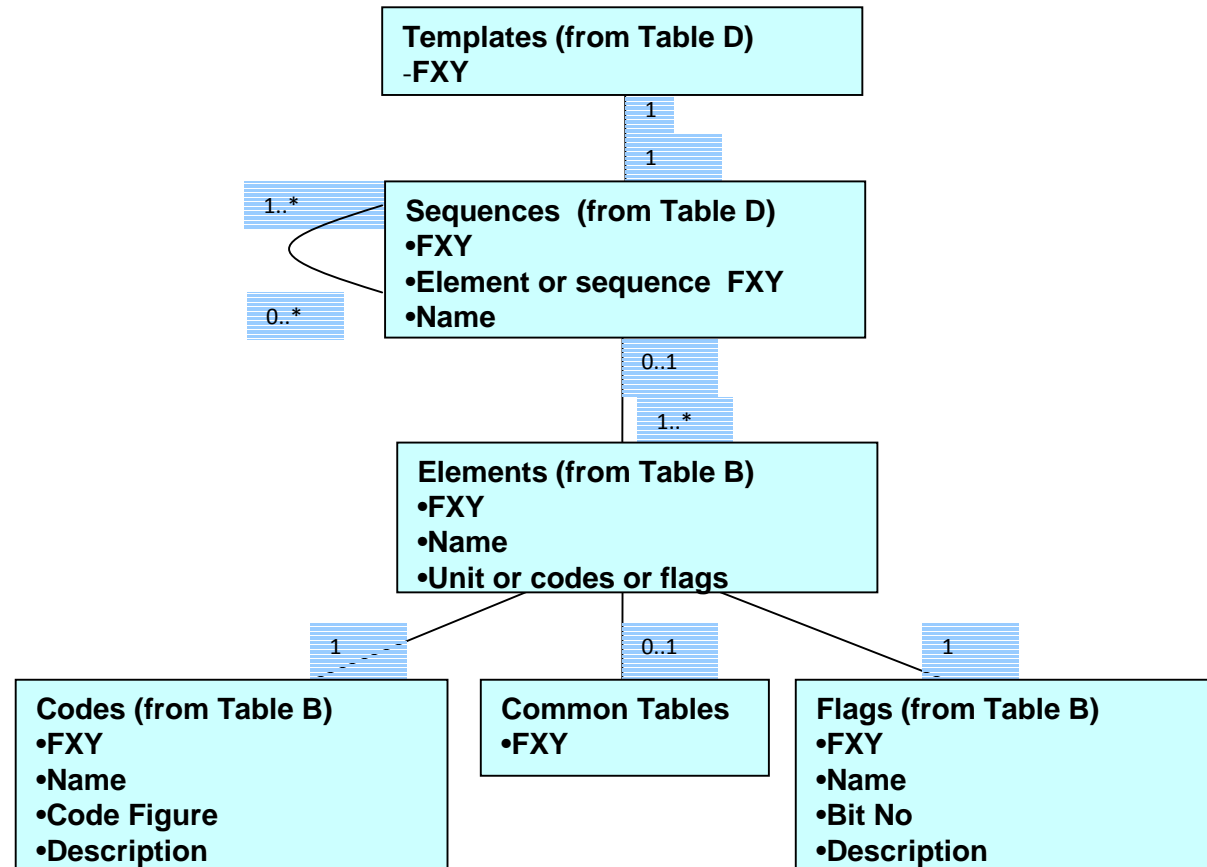 Templates (from Table D)
-FXY
1
1
1..*
Sequences (from Table D)
•FXY
•Element or sequence FXY
•Name
0..*
0..1
1..*
Elements (from Table B)
•FXY
•Name
•Unit or codes or flags
1
0..1
1
Codes (from Table B)
•FXY
•Name
•Code Figure
•Description
Common Tables
•FXY
Flags (from Table B)
•FXY
•Name
•Bit No
•Description